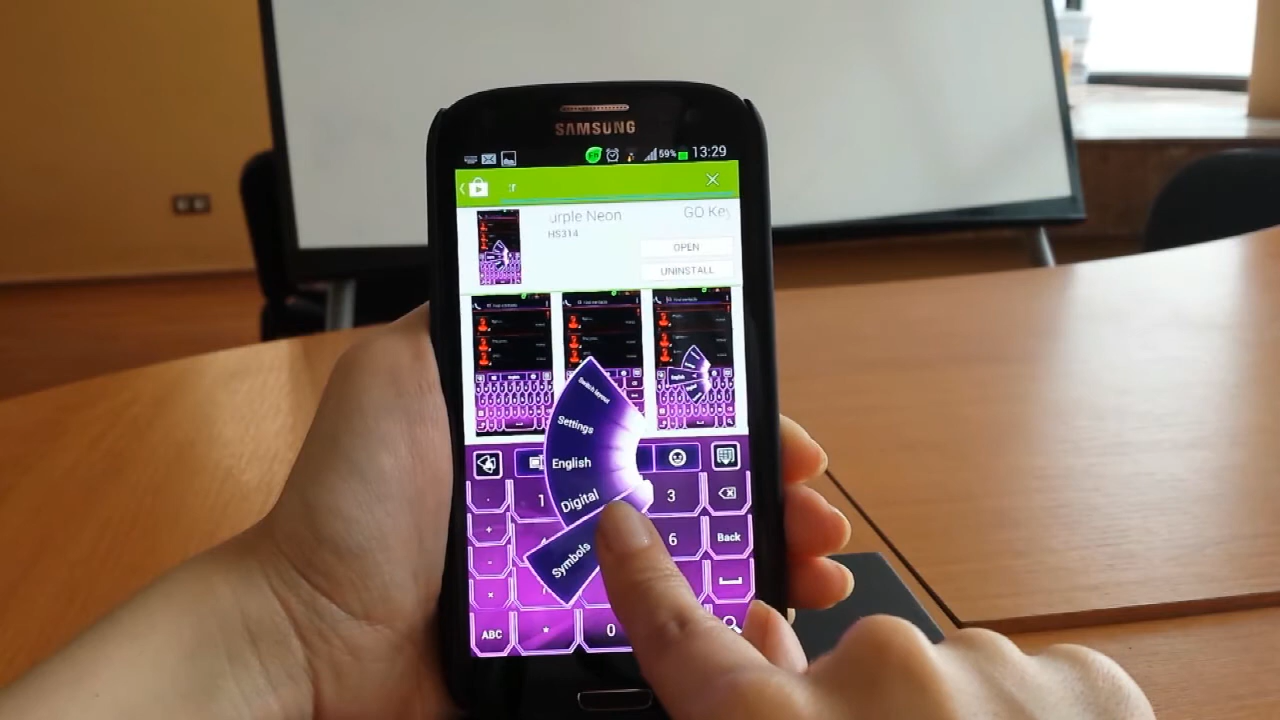 SAMSUNG
59% 13:29
urple Neon GO Key
HS314
OPEN
UNINSTALL
Switch layout
Settings
English
Digital
Symbols
1 3
6 Back
ABC * 0